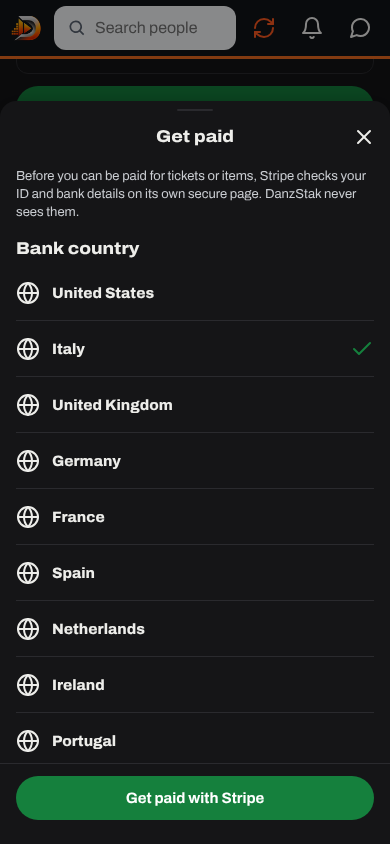 Search people
Get paid
Before you can be paid for tickets or items, Stripe checks your
ID and bank details on its own secure page. DanzStak never
sees them.
Bank country
United States
Italy
United Kingdom
Germany
France
Spain
Netherlands
Ireland
Portugal
Get paid with Stripe